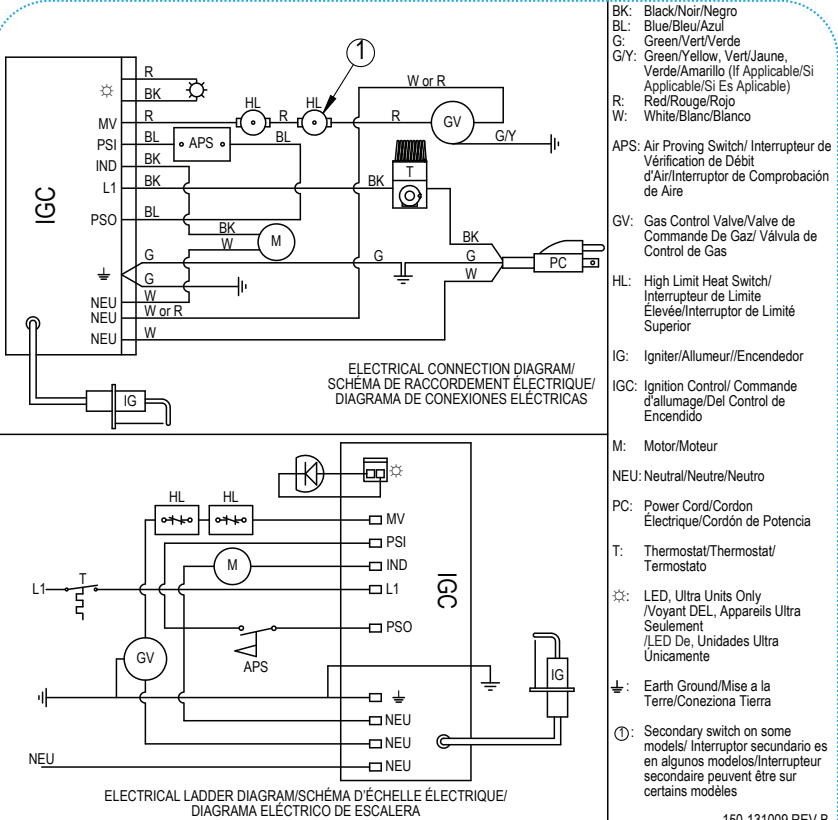 1
R
BK
MV
R
HL
R
HL
R
W or R
GV
G/Y
PSI
BL
APS
BL
IND
BK
L1
BK
BK
T
IGC
PSO
BL
BK
W
M
BK
G
G
G
W
PC
G
NEU
W
NEU
W or R
NEU
W
IG
ELECTRICAL CONNECTION DIAGRAM/
SCHÉMA DE RACCORDEMENT ÉLECTRIQUE/
DIAGRAMA DE CONEXIONES ELÉCTRICAS
HL
HL
MV
PSI
M
IND
L1
T
L1
IGC
PSO
APS
GV
IG
NEU
NEU
NEU
NEU
ELECTRICAL LADDER DIAGRAM/SCHÉMA D'ÉCHELLE ÉLECTRIQUE/
DIAGRAMA ELÉCTRICO DE ESCALERA
BK: Black/Noir/Negro
BL: Blue/Bleu/Azul
G: Green/Vert/Verde
G/Y: Green/Yellow, Vert/Jaune,
Verde/Amarillo (If Applicable/Si
Applicable/Si Es Aplicable)
R: Red/Rouge/Rojo
W: White/Blanc/Blanco
APS: Air Proving Switch/ Interrupteur de
Vérification de Débit
d'Air/Interruptor de Comprobación
de Aire
GV: Gas Control Valve/Valve de
Commande De Gaz/ Válvula de
Control de Gas
HL: High Limit Heat Switch/
Interrupteur de Limite
Élevée/Interruptor de Limité
Superior
IG: Igniter/Allumeur//Encendedor
IGC: Ignition Control/ Commande
d'allumage/Del Control de
Encendido
M: Motor/Moteur
NEU: Neutral/Neutre/Neutro
PC: Power Cord/Cordon
Électrique/Cordón de Potencia
T: Thermostat/Thermostat/
Termostato
: LED, Ultra Units Only
/Voyant DEL, Appareils Ultra
Seulement
/LED De, Unidades Ultra
Únicamente
: Earth Ground/Mise a la
Terre/Coneziona Tierra
1: Secondary switch on some
models/ Interruptor secundario es
en algunos modelos/Interrupteur
secondaire peuvent être sur
certains modèles
150-131009 REV B